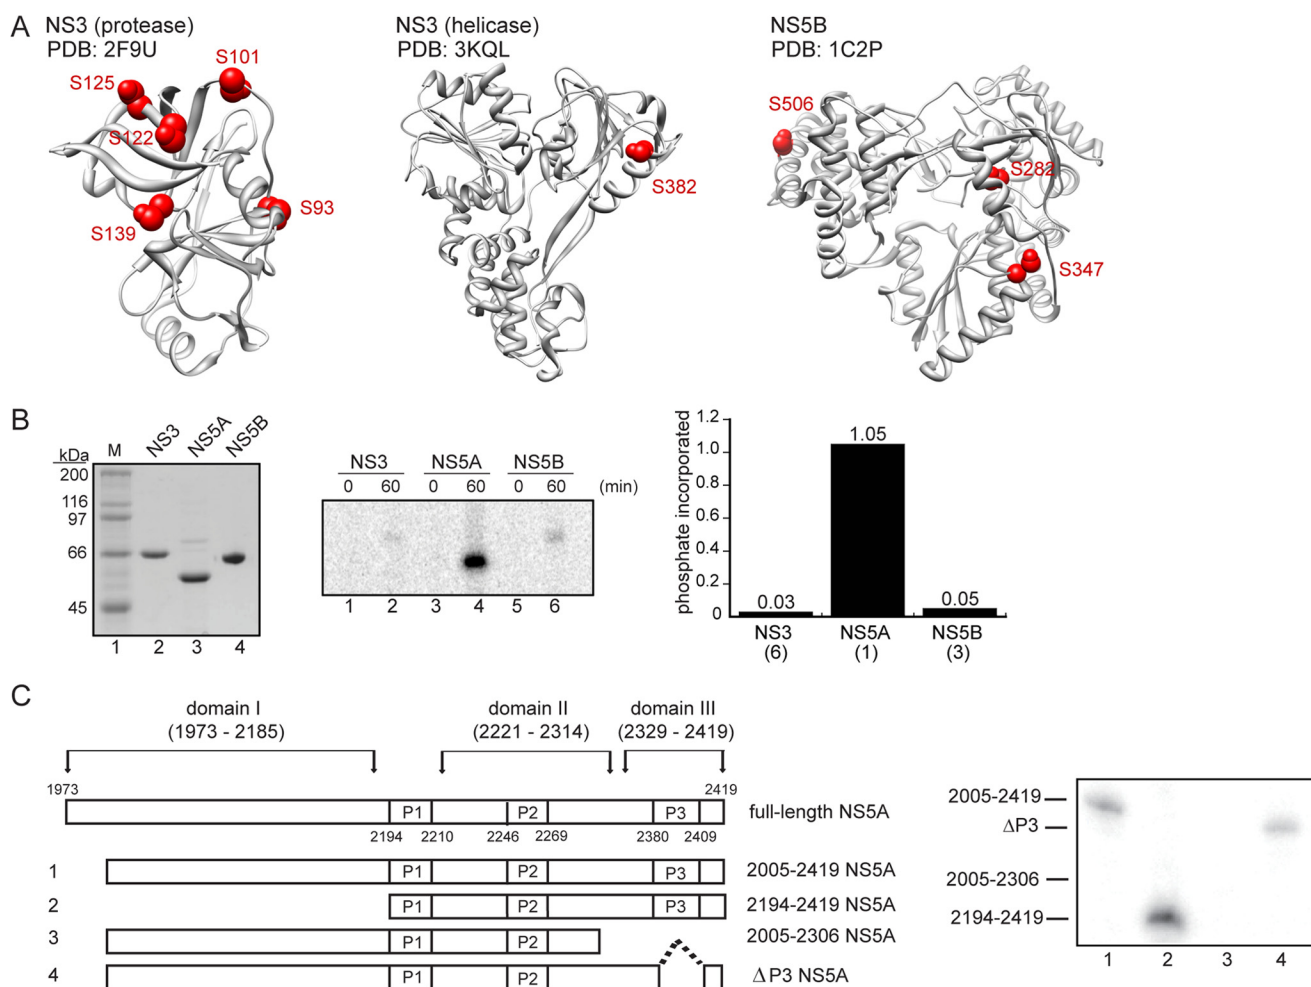 A
NS3 (protease)
PDB: 2F9U
S125
S101
S122
S139
S93
NS3 (helicase)
PDB: 3KQL
S382
NS5B
PDB: 1C2P
S506
S282
S347
B
kDa M NS3 NS5A NS5B
200
116
97
66
45
1 2 3 4
NS3 NS5A NS5B
0 60 0 60 0 60 (min)
1 2 3 4 5 6
phosphate incorporated
1.2
1.0
0.8
0.6
0.4
0.2
0
0.03
1.05
0.05
NS3 NS5A NS5B
(6) (1) (3)
C
domain I domain II domain III
(1973 - 2185) (2221 - 2314) (2329 - 2419)
1973 2419
P1 P2 P3 full-length NS5A
2194 2210 2246 2269 2380 2409
1 P1 P2 P3 2005-2419 NS5A
2 P1 P2 P3 2194-2419 NS5A
3 P1 P2 2005-2306 NS5A
4 P1 P2 ΔP3 NS5A
2005-2419
ΔP3
2005-2306
2194-2419
1 2 3 4